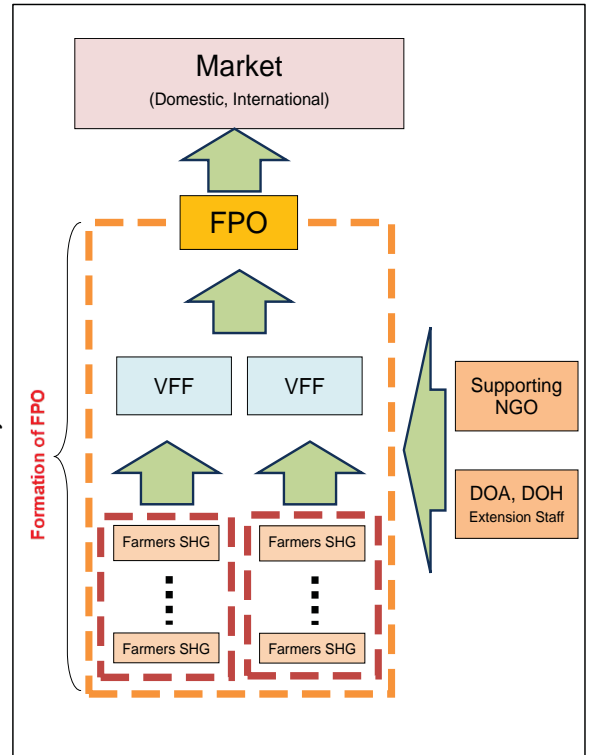 Market
(Domestic, International)
FPO
Formation of FPO
VFF
VFF
Supporting
NGO
DOA, DOH
Extension Staff
Farmers SHG
Farmers SHG
Farmers SHG
Farmers SHG